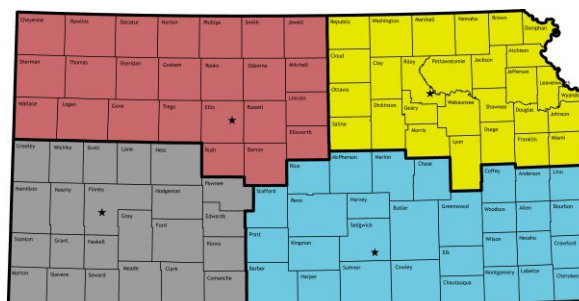 Cheyenne Rawlins Decatur Norton Phillips Smith Jewell Republic Washington Marshall Nemaha Brown Doniphan
Sherman Thomas Sheridan Graham Rooks Osborne Mitchell Cloud Clay Riley Pottawatomie Jackson Atchison
Jefferson Leavenworth Wyandotte
Wallace Logan Gove Trego Ellis Russell Lincoln Ottawa
Ellsworth Saline Dickinson Geary Wabaunsee Shawnee Douglas Johnson
Morris Lyon Osage Franklin Miami
Rush Barton
Greeley Wichita Scott Lane Ness Rice McPherson Marion Chase Coffey Anderson Linn
Hamilton Kearny Finney Hodgeman Pawnee Stafford Reno Harvey Butler Greenwood Woodson Allen Bourbon
Gray Ford Edwards Sedgwick
Stanton Grant Haskell Kiowa Pratt Kingman Elk Wilson Neosho Crawford
Morton Stevens Seward Meade Clark Comanche Barber Harper Sumner Cowley Chautauqua Montgomery Labette Cherokee